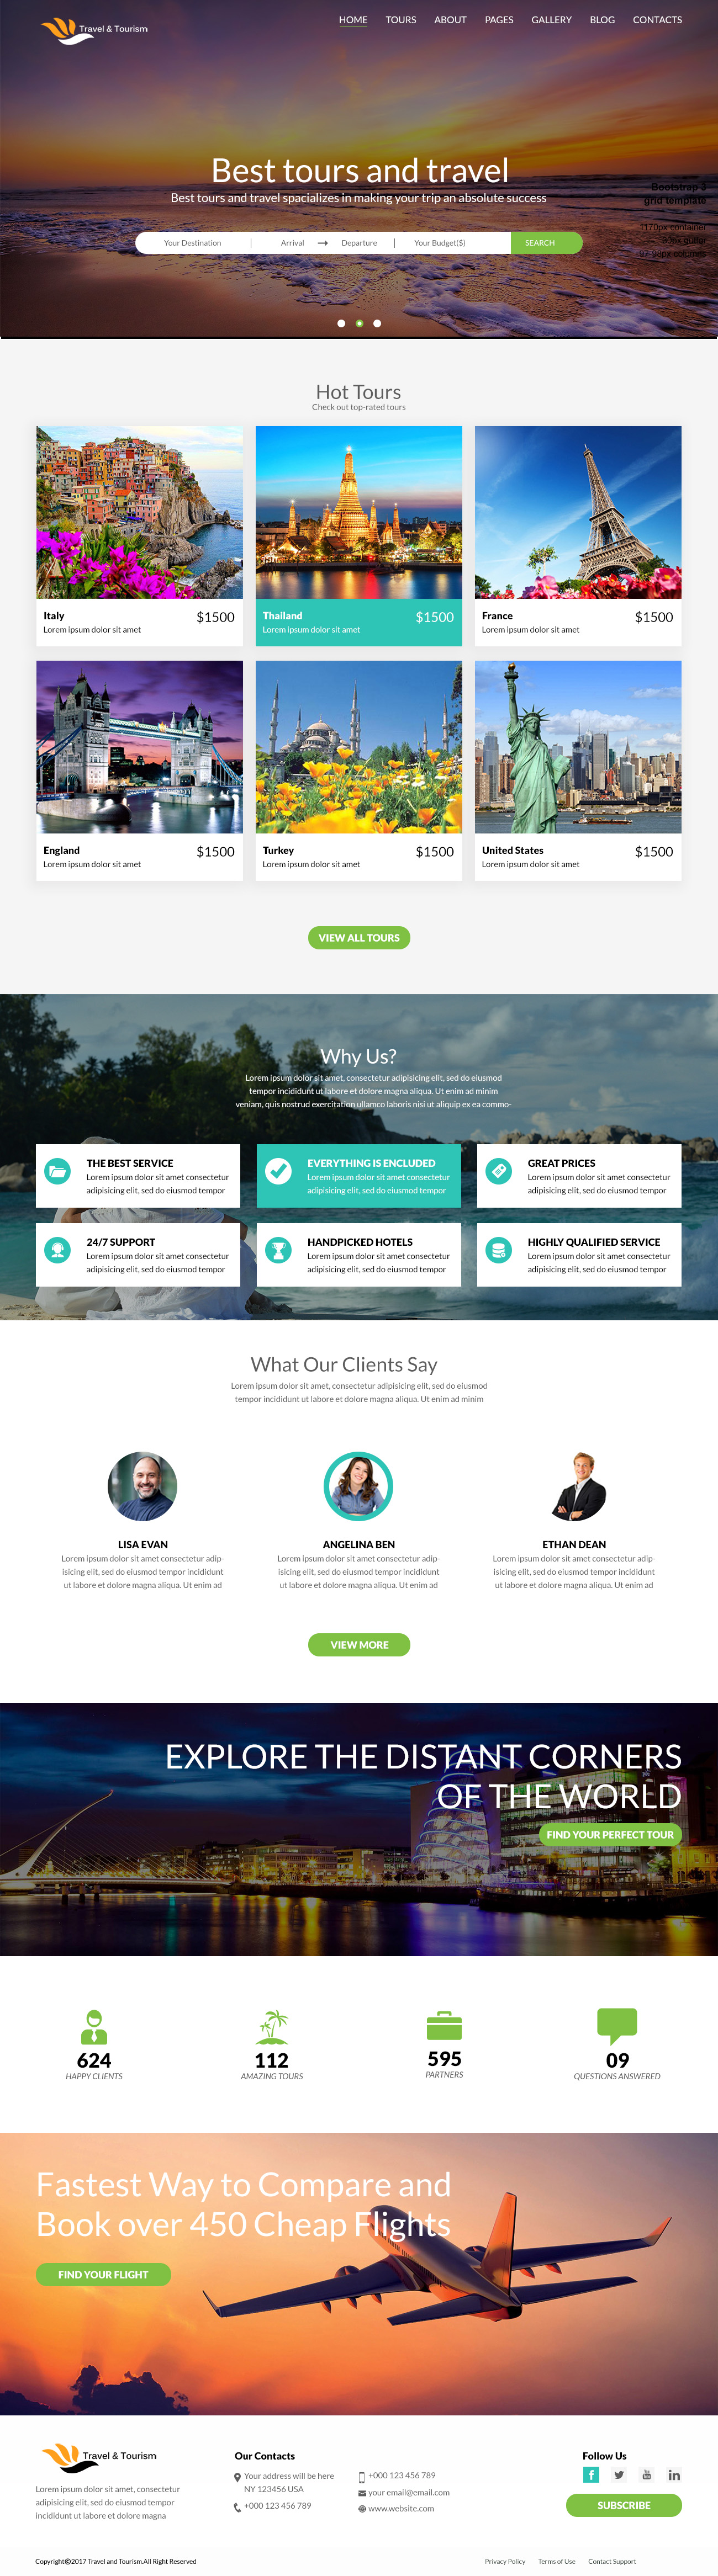 Travel & Tourism
HOME TOURS ABOUT PAGES GALLERY BLOG CONTACTS
Best tours and travel
Best tours and travel spacializes in making your trip an absolute success
Bootstrap 3
grid template
1170px container
30px gutter
97.98px columns
Your Destination Arrival Departure Your Budget($) SEARCH
Hot Tours
Check out top-rated tours
Italy $1500
Lorem ipsum dolor sit amet
Thailand $1500
Lorem ipsum dolor sit amet
France $1500
Lorem ipsum dolor sit amet
England $1500
Lorem ipsum dolor sit amet
Turkey $1500
Lorem ipsum dolor sit amet
United States $1500
Lorem ipsum dolor sit amet
VIEW ALL TOURS
Why Us?
Lorem ipsum dolor sit amet, consectetur adipisicing elit, sed do eiusmod
tempor incididunt ut labore et dolore magna aliqua. Ut enim ad minim
veniam, quis nostrud exercitation ullamco laboris nisi ut aliquip ex ea commo-
THE BEST SERVICE
Lorem ipsum dolor sit amet consectetur
adipisicing elit, sed do eiusmod tempor
EVERYTHING IS ENCLUDED
Lorem ipsum dolor sit amet consectetur
adipisicing elit, sed do eiusmod tempor
GREAT PRICES
Lorem ipsum dolor sit amet consectetur
adipisicing elit, sed do eiusmod tempor
24/7 SUPPORT
Lorem ipsum dolor sit amet consectetur
adipisicing elit, sed do eiusmod tempor
HANDPICKED HOTELS
Lorem ipsum dolor sit amet consectetur
adipisicing elit, sed do eiusmod tempor
HIGHLY QUALIFIED SERVICE
Lorem ipsum dolor sit amet consectetur
adipisicing elit, sed do eiusmod tempor
What Our Clients Say
Lorem ipsum dolor sit amet, consectetur adipisicing elit, sed do eiusmod
tempor incididunt ut labore et dolore magna aliqua. Ut enim ad minim
LISA EVAN
Lorem ipsum dolor sit amet consectetur adip-
isicing elit, sed do eiusmod tempor incididunt
ut labore et dolore magna aliqua. Ut enim ad
ANGELINA BEN
Lorem ipsum dolor sit amet consectetur adip-
isicing elit, sed do eiusmod tempor incididunt
ut labore et dolore magna aliqua. Ut enim ad
ETHAN DEAN
Lorem ipsum dolor sit amet consectetur adip-
isicing elit, sed do eiusmod tempor incididunt
ut labore et dolore magna aliqua. Ut enim ad
VIEW MORE
EXPLORE THE DISTANT CORNERS
OF THE WORLD
FIND YOUR PERFECT TOUR
624
HAPPY CLIENTS
112
AMAZING TOURS
595
PARTNERS
09
QUESTIONS ANSWERED
Fastest Way to Compare and
Book over 450 Cheap Flights
FIND YOUR FLIGHT
Travel & Tourism
Lorem ipsum dolor sit amet, consectetur
adipisicing elit, sed do eiusmod tempor
incididunt ut labore et dolore magna
Our Contacts
Your address will be here
NY 123456 USA
+000 123 456 789
+000 123 456 789
your email@email.com
www.website.com
Follow Us
SUBSCRIBE
Copyright©2017 Travel and Tourism.All Right Reserved
Privacy Policy Terms of Use Contact Support